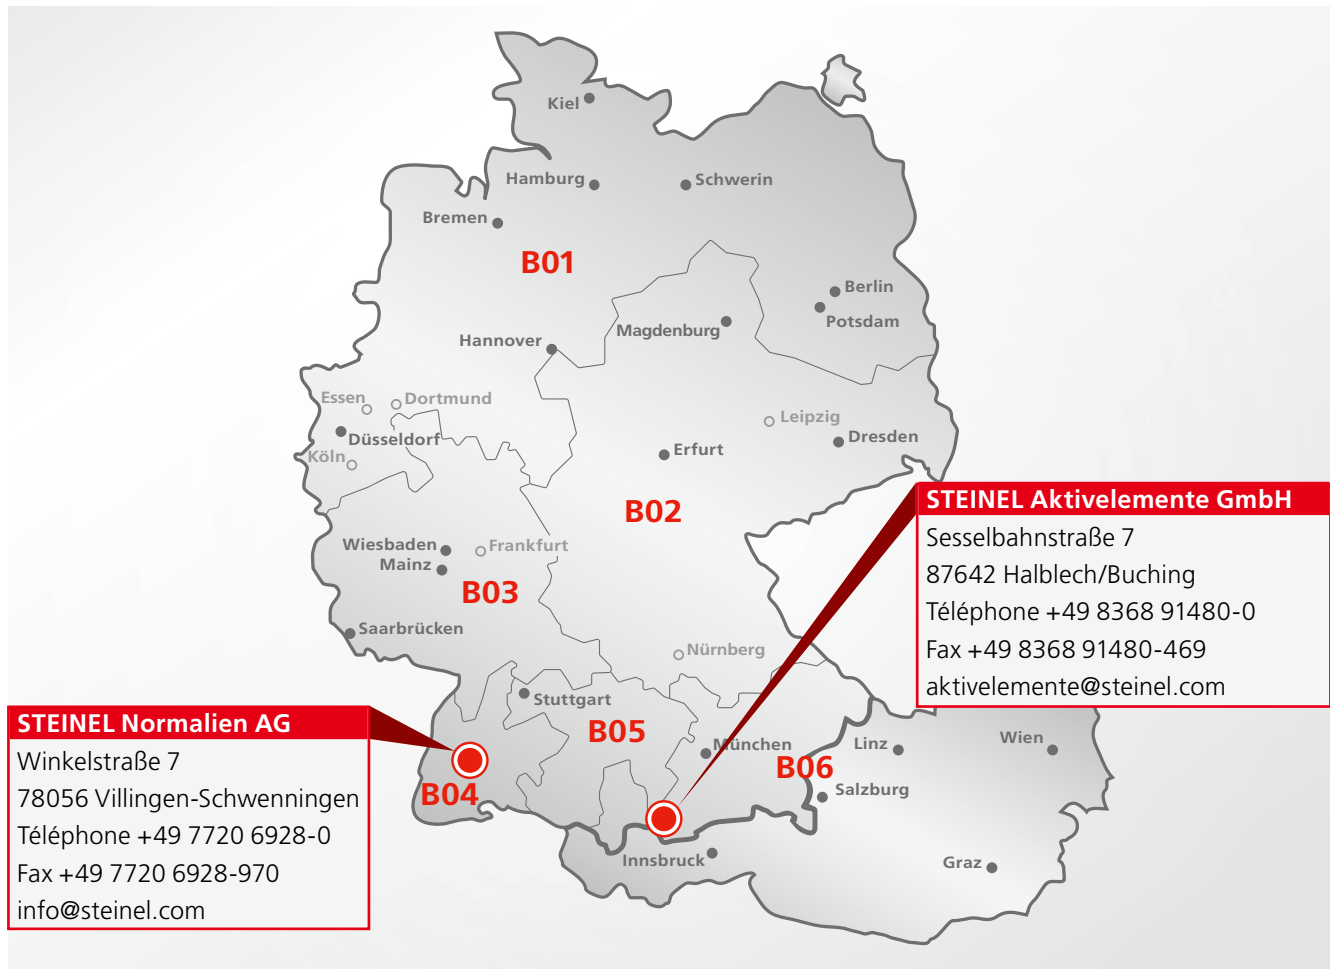 Kiel
Hamburg
Schwerin
Bremen
B01
Berlin
Potsdam
Magdenburg
Hannover
Essen
Dortmund
Leipzig
Düsseldorf
Dresden
Köln
Erfurt
B02
STEINEL Aktivelemente GmbH
Sesselbahnstraße 7
87642 Halblech/Buching
Téléphone +49 8368 91480-0
Fax +49 8368 91480-469
aktivelemente@steinel.com
Wiesbaden
Frankfurt
Mainz
B03
Saarbrücken
Nürnberg
Stuttgart
B05
STEINEL Normalien AG
Winkelstraße 7
78056 Villingen-Schwenningen
Téléphone +49 7720 6928-0
Fax +49 7720 6928-970
info@steinel.com
B04
München
B06
Linz
Wien
Salzburg
Innsbruck
Graz